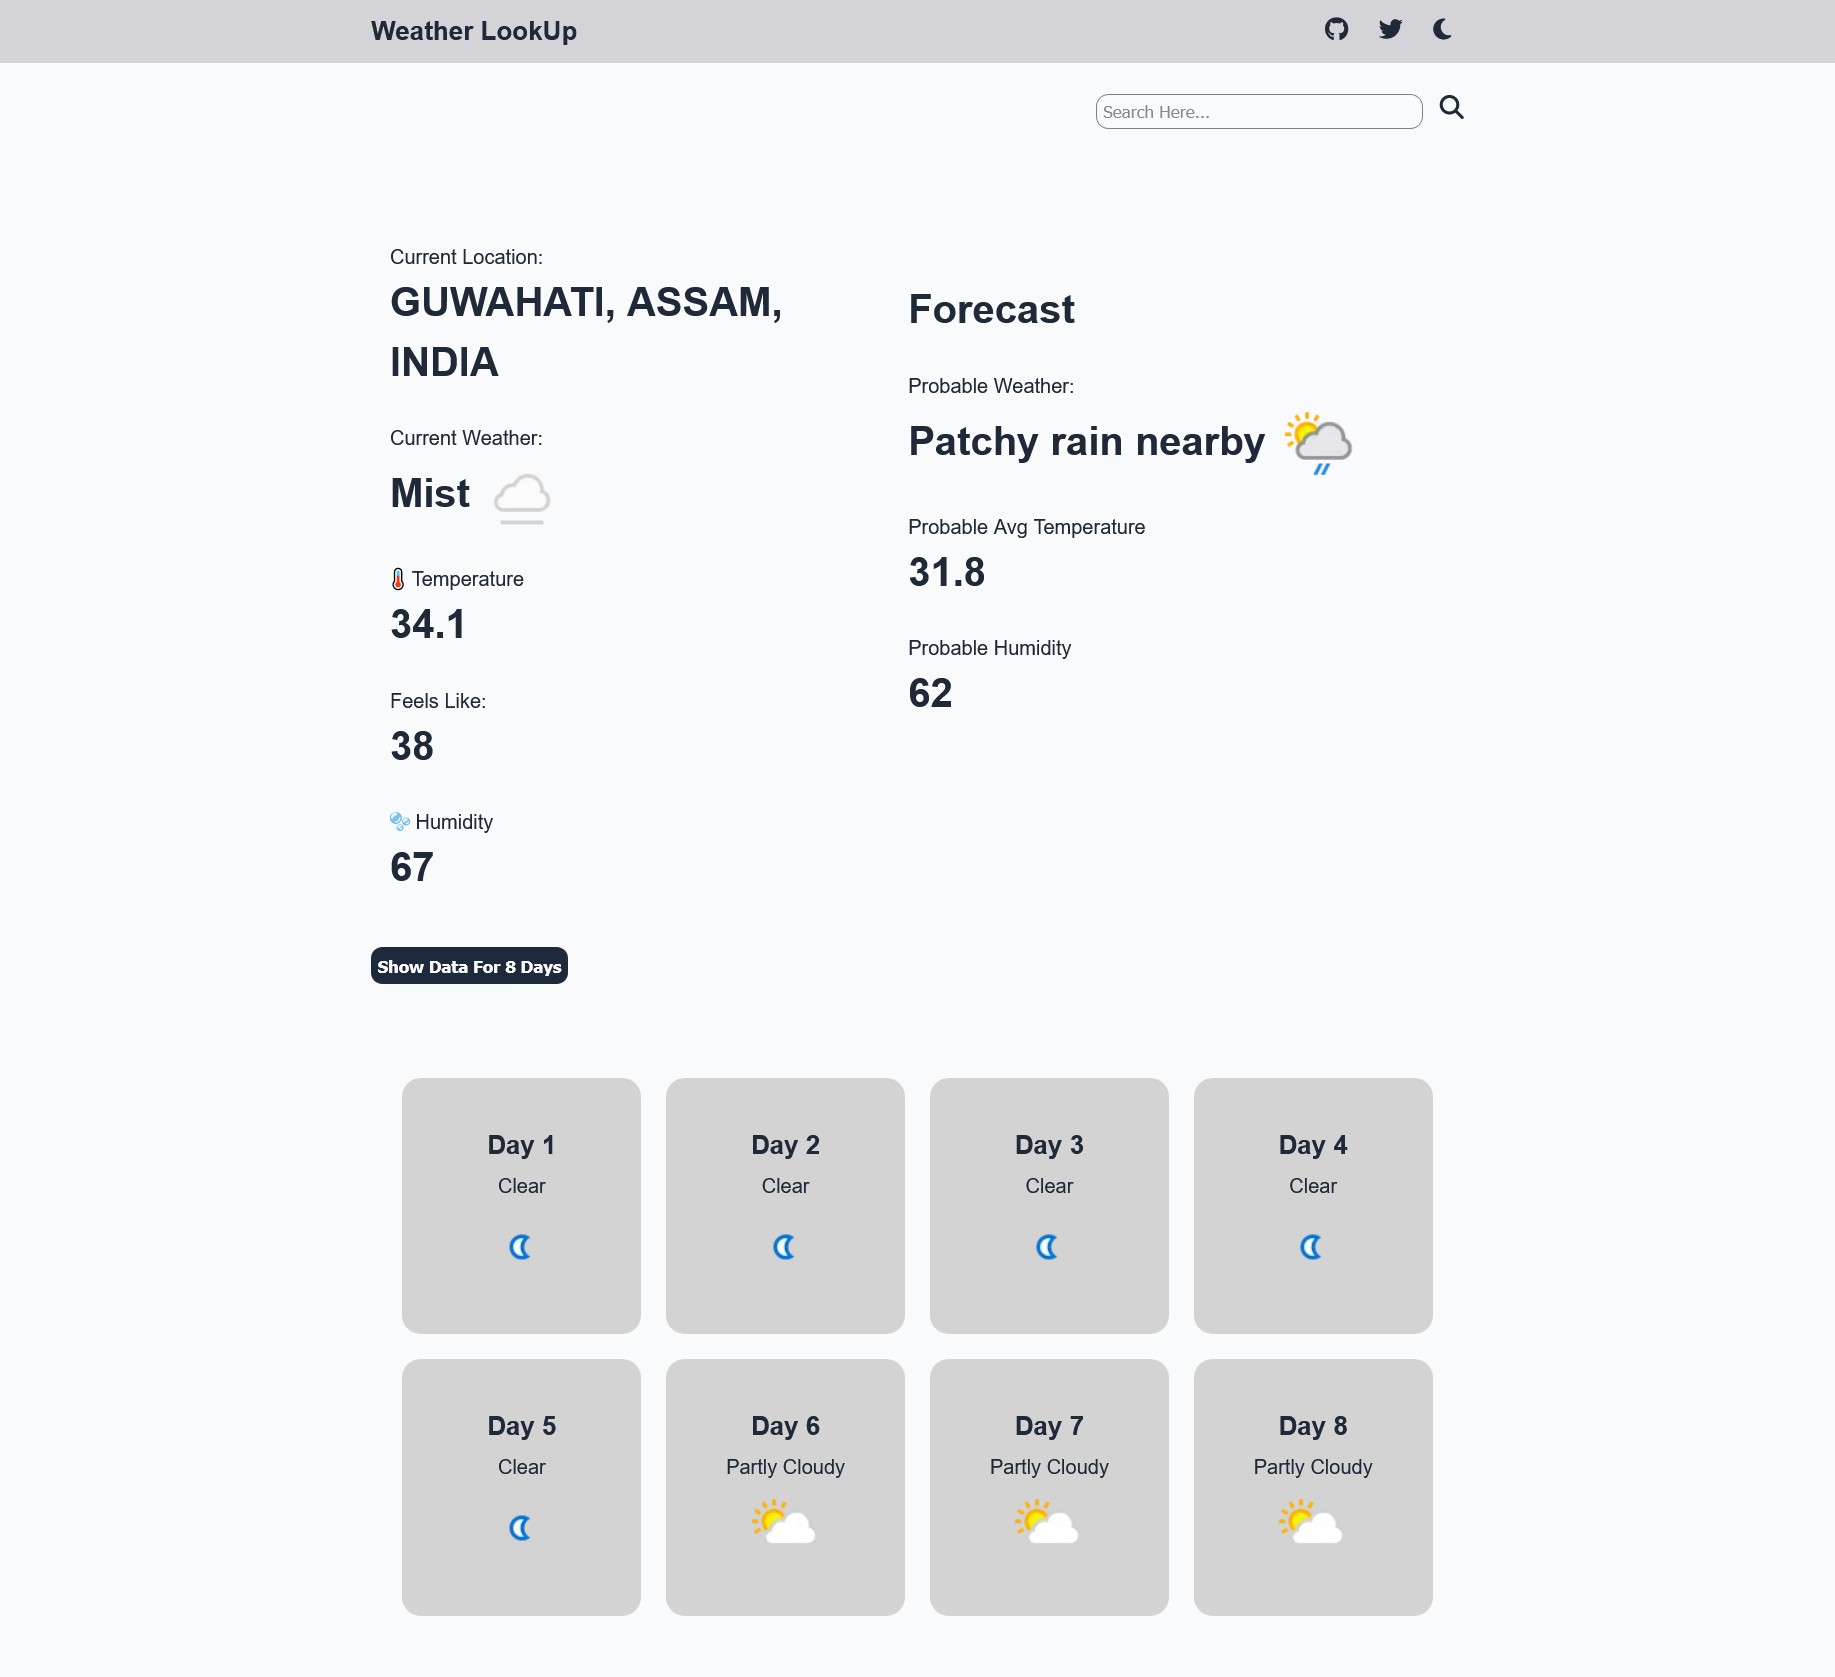 Weather LookUp
Search Here...
Current Location:
GUWAHATI, ASSAM,
INDIA
Current Weather:
Mist
Temperature
34.1
Feels Like:
38
Humidity
67
Forecast
Probable Weather:
Patchy rain nearby
Probable Avg Temperature
31.8
Probable Humidity
62
Show Data For 8 Days
Day 1
Clear
Day 2
Clear
Day 3
Clear
Day 4
Clear
Day 5
Clear
Day 6
Partly Cloudy
Day 7
Partly Cloudy
Day 8
Partly Cloudy